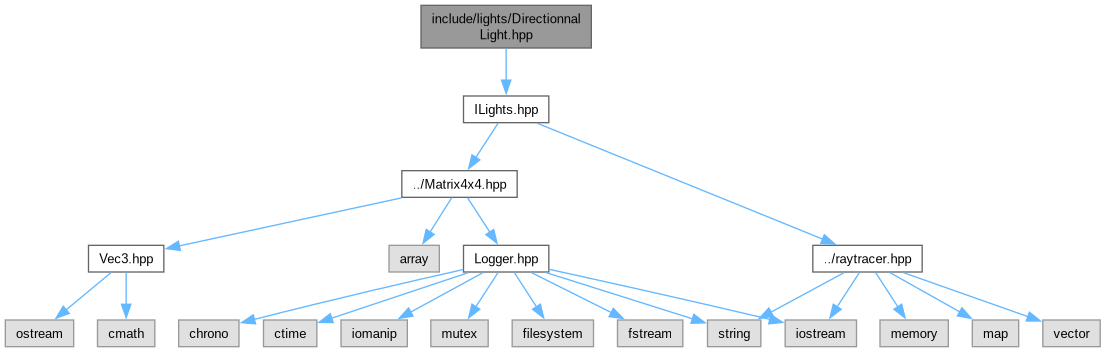 include/lights/Directionnal
Light.hpp
ILights.hpp
../Matrix4x4.hpp
Vec3.hpp
array
Logger.hpp
../raytracer.hpp
ostream
cmath
chrono
ctime
iomanip
mutex
filesystem
fstream
string
iostream
memory
map
vector